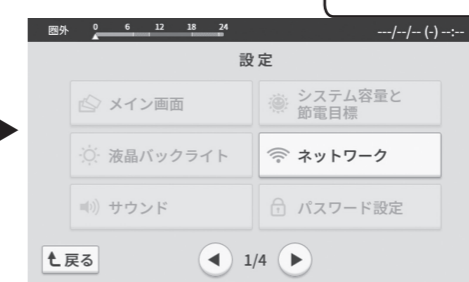 圏外 0 6 12 18 24 ---/--/-- (-) --:--
設定
メイン画面
システム容量と
節電目標
液晶バックライト
ネットワーク
サウンド
パスワード設定
戻る 1/4